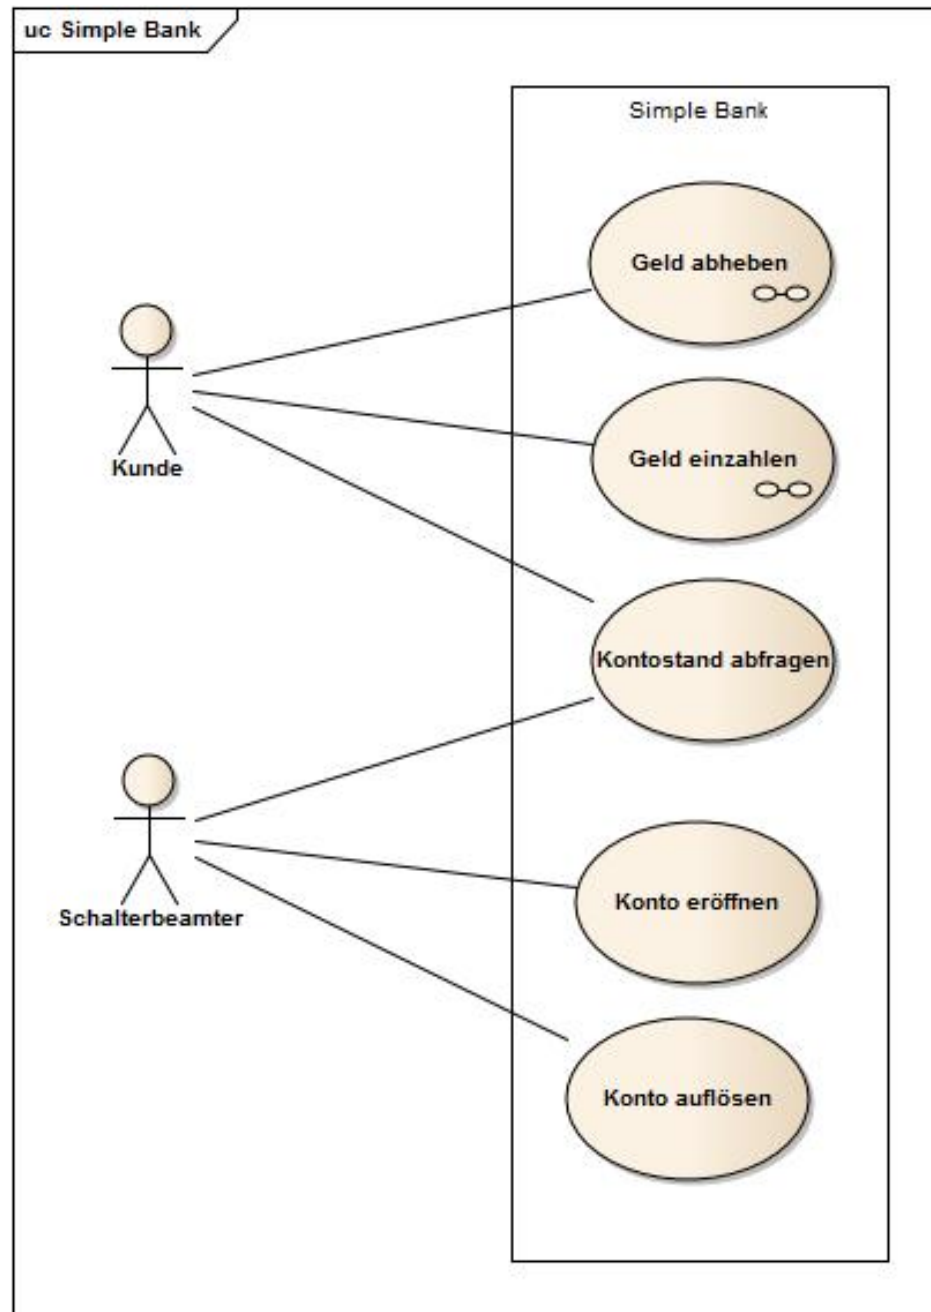 uc Simple Bank
Simple Bank
Geld abheben
Kunde
Geld einzahlen
Kontostand abfragen
Schalterbeamter
Konto eröffnen
Konto auflösen